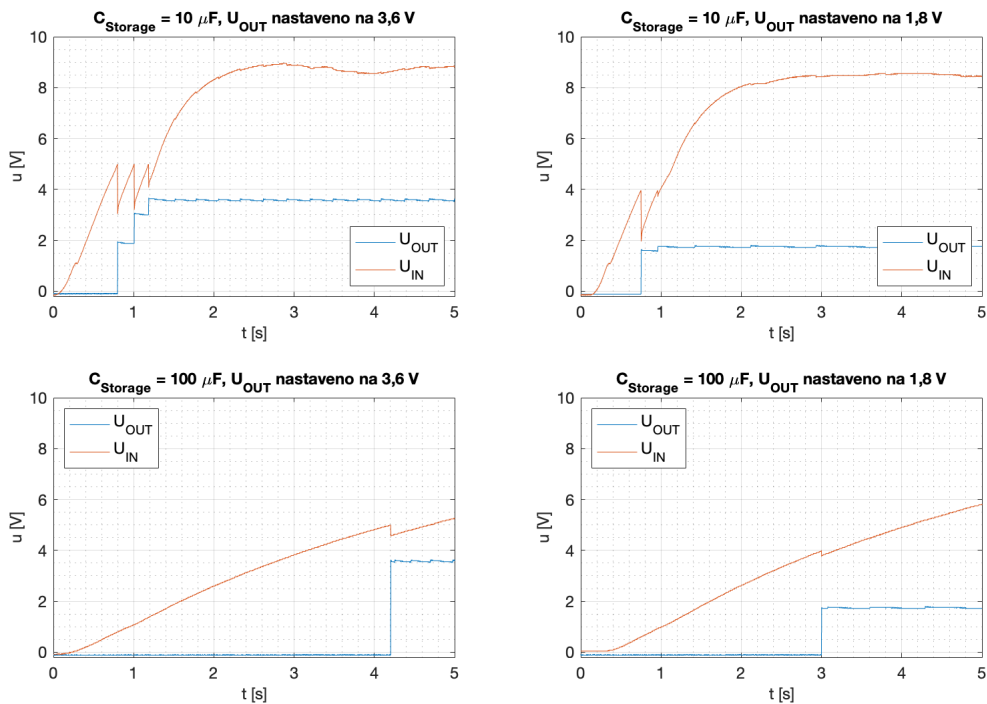 C_Storage = 10 μF, U_OUT nastaveno na 3,6 V
10
8
6
4
2
0
u [V]
U_OUT
U_IN
0 1 2 3 4 5
t [s]
C_Storage = 10 μF, U_OUT nastaveno na 1,8 V
10
8
6
4
2
0
u [V]
U_OUT
U_IN
0 1 2 3 4 5
t [s]
C_Storage = 100 μF, U_OUT nastaveno na 3,6 V
10
8
6
4
2
0
u [V]
U_OUT
U_IN
0 1 2 3 4 5
t [s]
C_Storage = 100 μF, U_OUT nastaveno na 1,8 V
10
8
6
4
2
0
u [V]
U_OUT
U_IN
0 1 2 3 4 5
t [s]